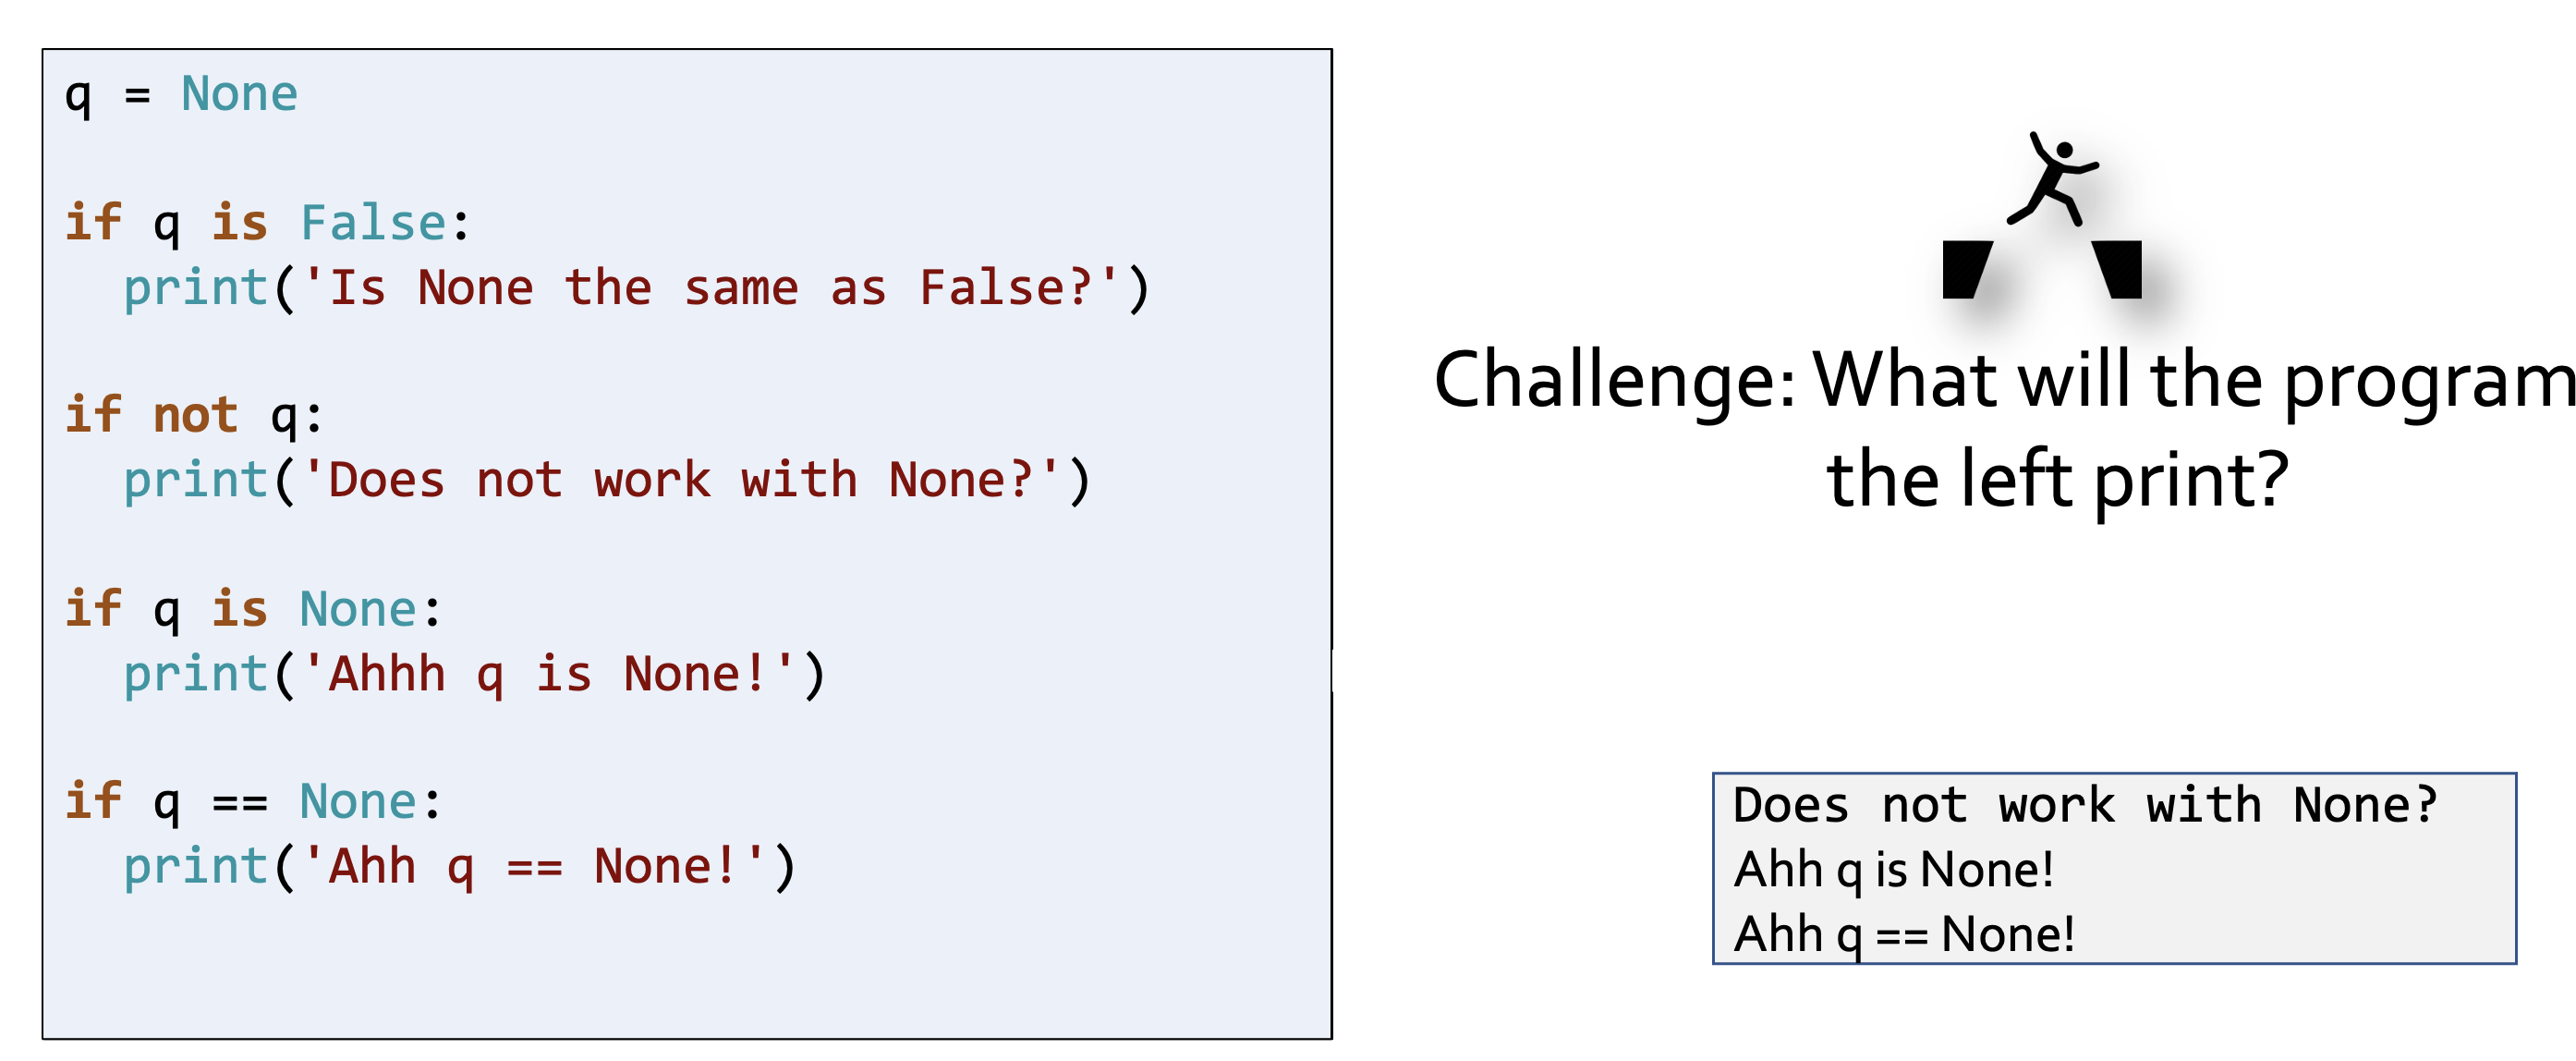 q = None
if q is False:
print('Is None the same as False?')
if not q:
print('Does not work with None?')
if q is None:
print('Ahhh q is None!')
if q == None:
print('Ahh q == None!')
Challenge: What will the program
the left print?
Does not work with None?
Ahh q is None!
Ahh q == None!